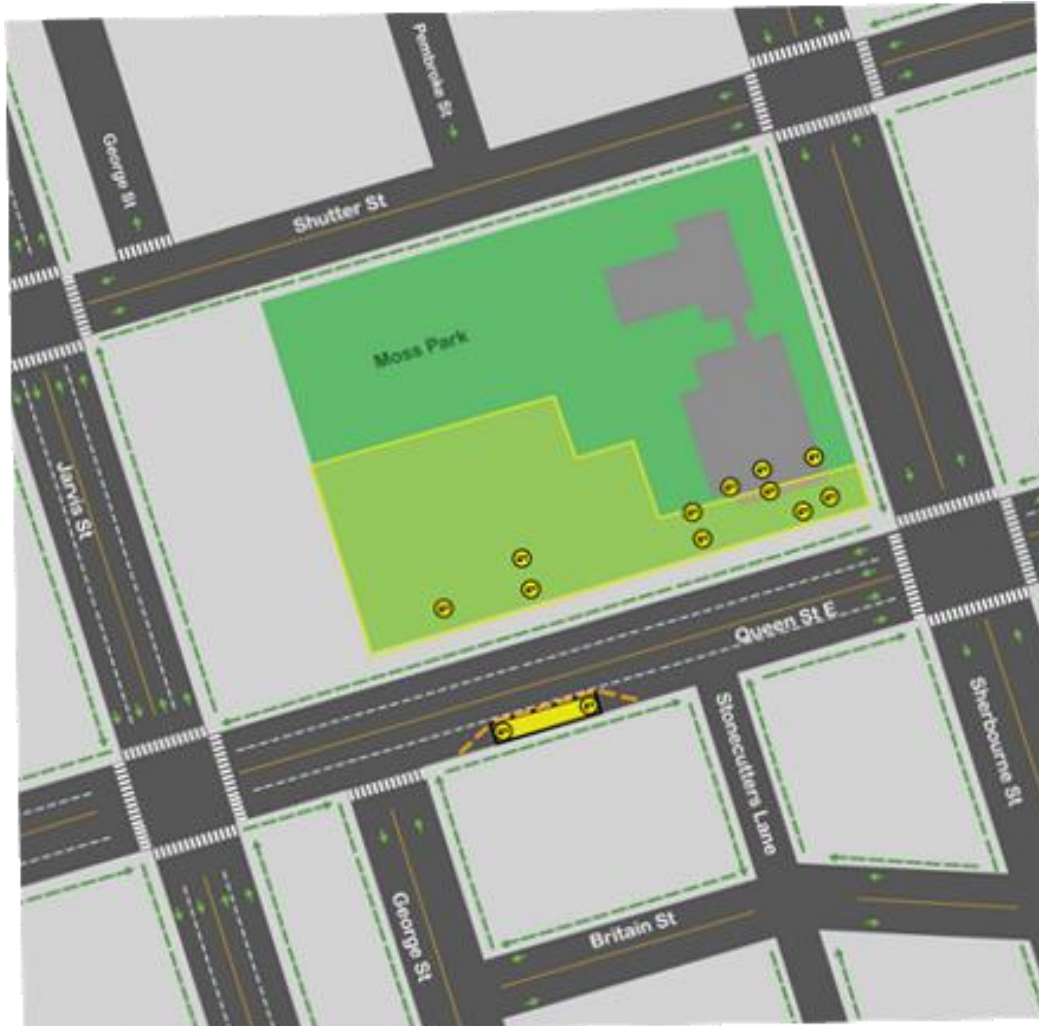 Pembroke St
George St
Shutter St
Moss Park
Jarvis St
Queen St E
Stonecutters Lane
Sherbourne St
George St
Britain St